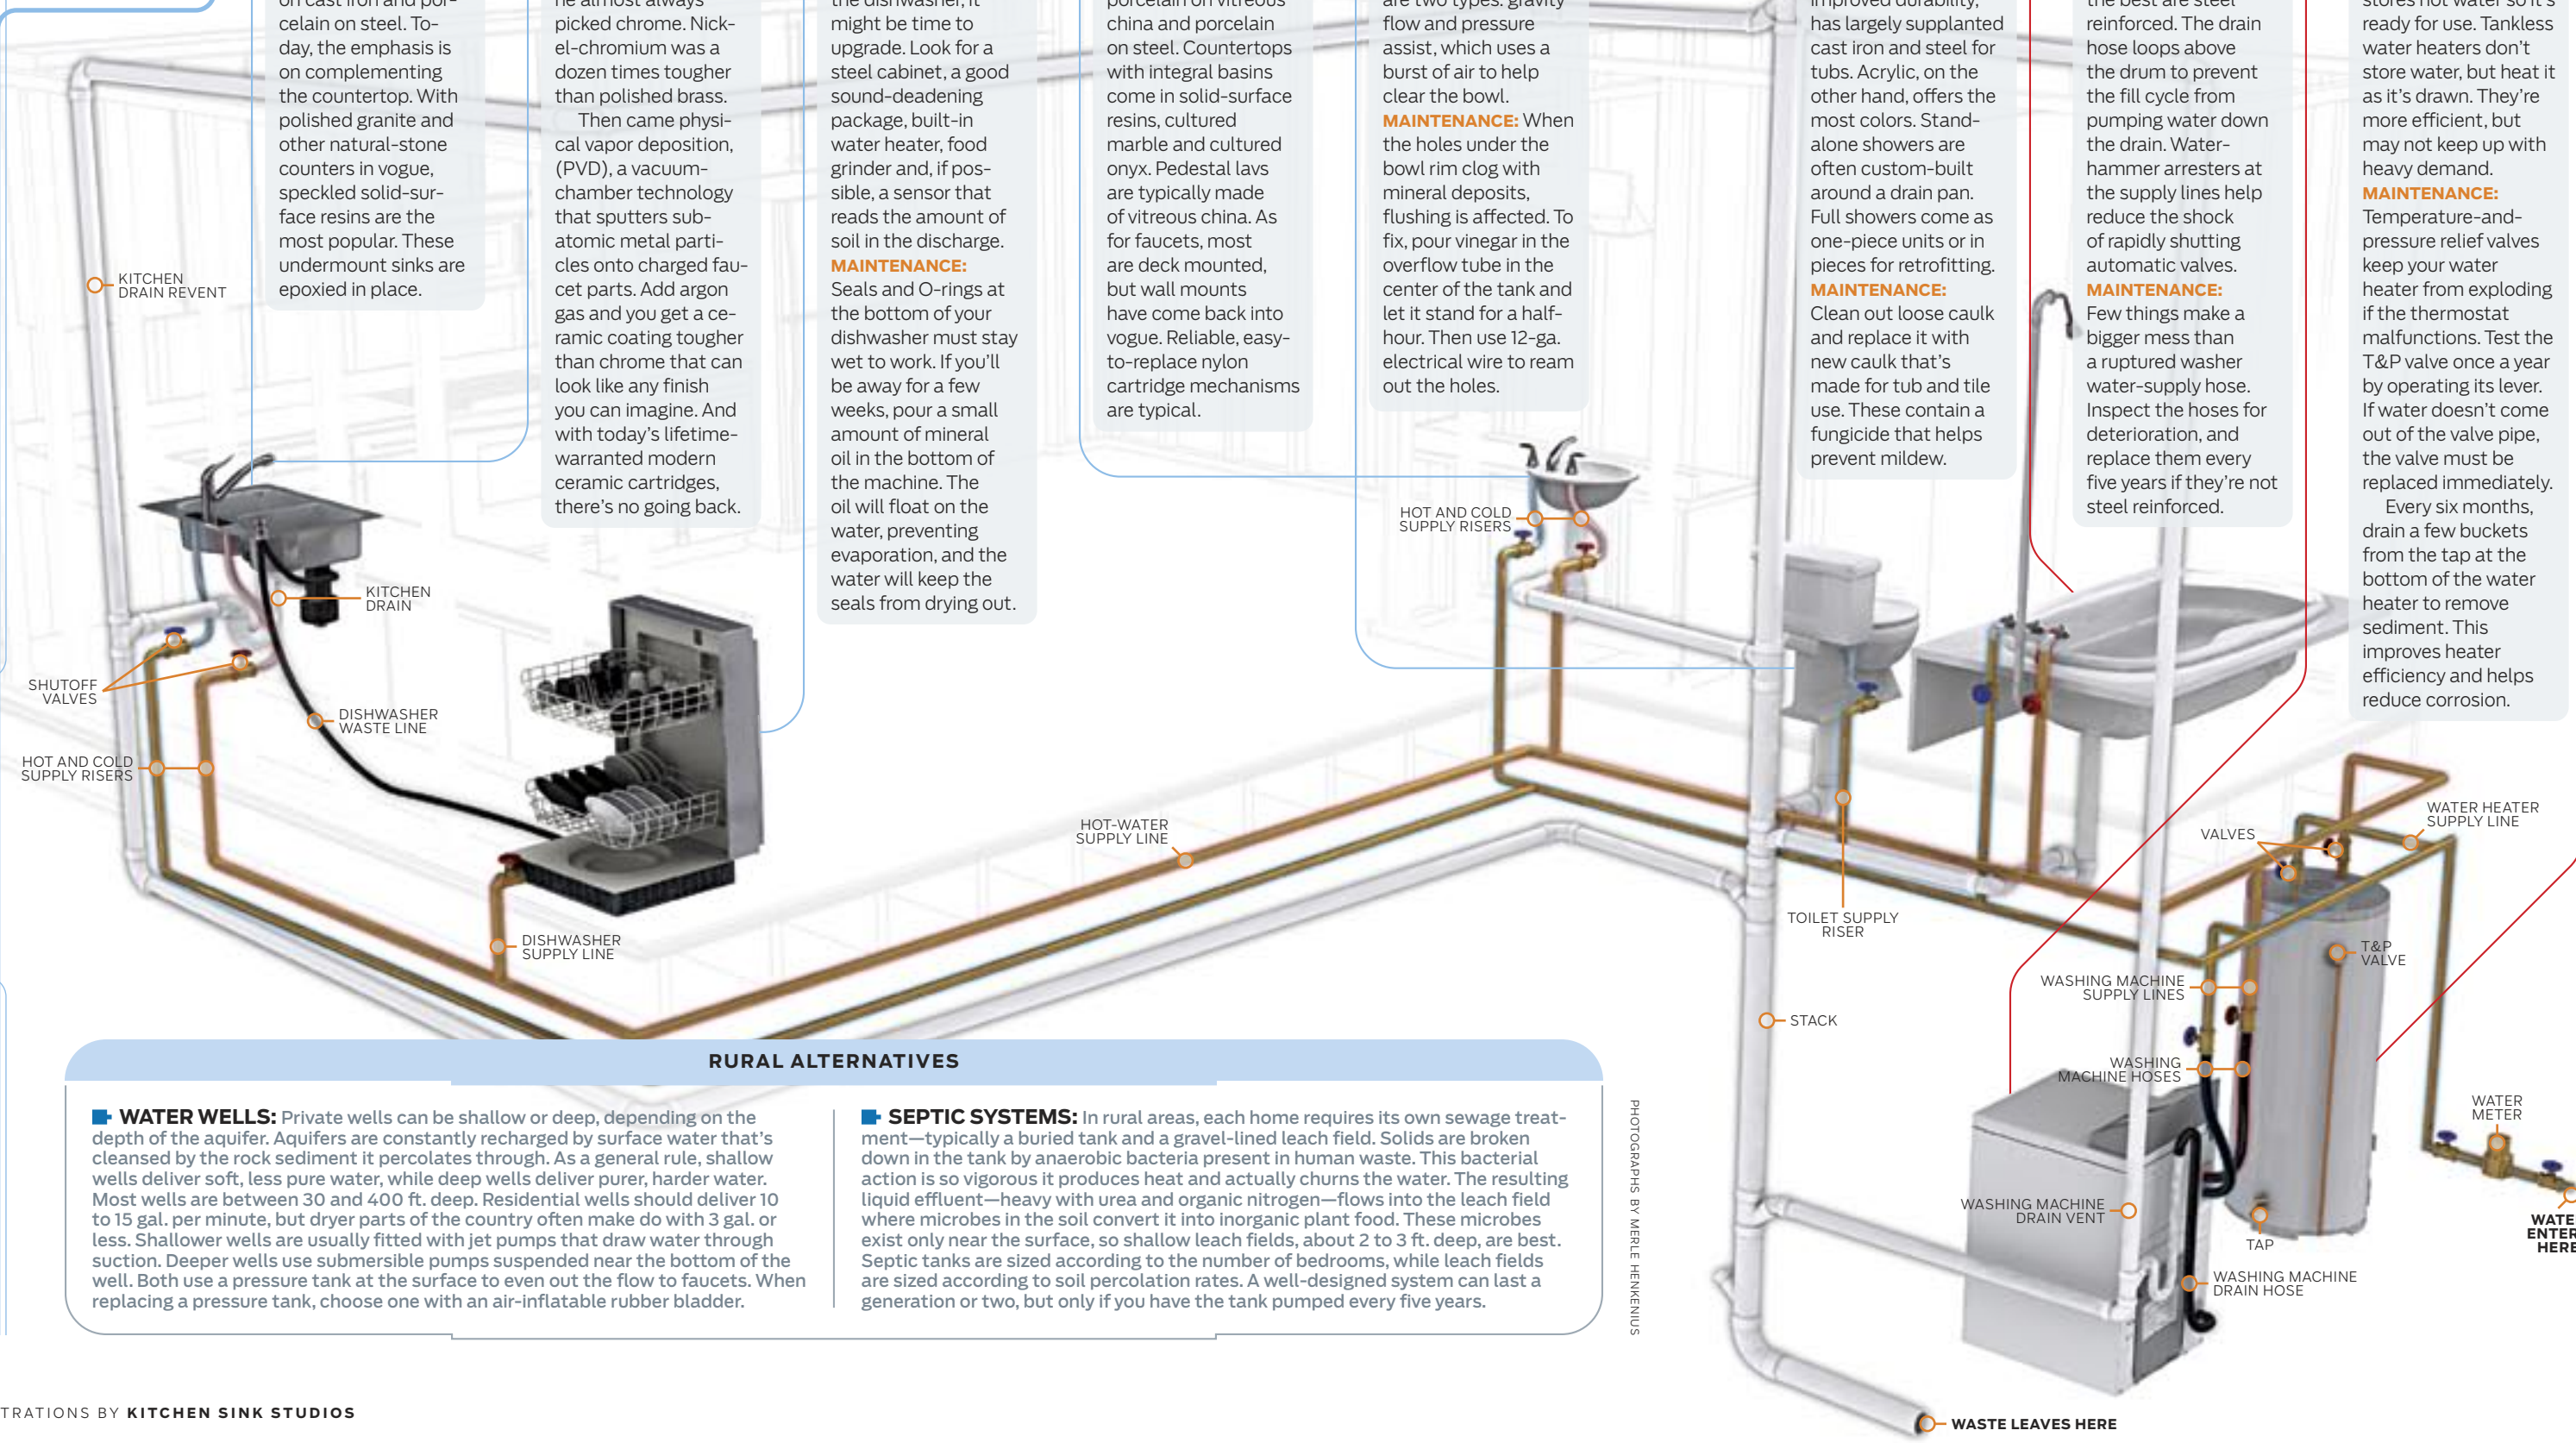 celain on steel. To-
day, the emphasis is
on complementing
the countertop. With
polished granite and
other natural-stone
counters in vogue,
speckled solid-sur-
face resins are the
most popular. These
undermount sinks are
epoxied in place.
he almost always
picked chrome. Nick-
el-chromium was a
dozen times tougher
than polished brass.
Then came physi-
cal vapor deposition,
(PVD), a vacuum-
chamber technology
that sputters sub-
atomic metal parti-
cles onto charged fau-
cet parts. Add argon
gas and you get a ce-
ramic coating tougher
than chrome that can
look like any finish
you can imagine. And
with today's lifetime-
warranted modern
ceramic cartridges,
there's no going back.
the dishwasher, it
might be time to
upgrade. Look for a
steel cabinet, a good
sound-deadening
package, built-in
water heater, food
grinder and, if pos-
sible, a sensor that
reads the amount of
soil in the discharge.
MAINTENANCE:
Seals and O-rings at
the bottom of your
dishwasher must stay
wet to work. If you'll
be away for a few
weeks, pour a small
amount of mineral
oil in the bottom of
the machine. The
oil will float on the
water, preventing
evaporation, and the
water will keep the
seals from drying out.
porcelain on vitreous
china and porcelain
on steel. Countertops
with integral basins
come in solid-surface
resins, cultured
marble and cultured
onyx. Pedestal lavs
are typically made
of vitreous china. As
for faucets, most
are deck mounted,
but wall mounts
have come back into
vogue. Reliable, easy-
to-replace nylon
cartridge mechanisms
are typical.
are two types: gravity
flow and pressure
assist, which uses a
burst of air to help
clear the bowl.
MAINTENANCE: When
the holes under the
bowl rim clog with
mineral deposits,
flushing is affected. To
fix, pour vinegar in the
overflow tube in the
center of the tank and
let it stand for a half-
hour. Then use 12-ga.
electrical wire to ream
out the holes.
improved durability,
has largely supplanted
cast iron and steel for
tubs. Acrylic, on the
other hand, offers the
most colors. Stand-
alone showers are
often custom-built
around a drain pan.
Full showers come as
one-piece units or in
pieces for retrofitting.
MAINTENANCE:
Clean out loose caulk
and replace it with
new caulk that's
made for tub and tile
use. These contain a
fungicide that helps
prevent mildew.
the best are steel
reinforced. The drain
hose loops above
the drum to prevent
the fill cycle from
pumping water down
the drain. Water-
hammer arresters at
the supply lines help
reduce the shock
of rapidly shutting
automatic valves.
MAINTENANCE:
Few things make a
bigger mess than
a ruptured washer
water-supply hose.
Inspect the hoses for
deterioration, and
replace them every
five years if they're not
steel reinforced.
stores hot water so it's
ready for use. Tankless
water heaters don't
store water, but heat it
as it's drawn. They're
more efficient, but
may not keep up with
heavy demand.
MAINTENANCE:
Temperature-and-
pressure relief valves
keep your water
heater from exploding
if the thermostat
malfunctions. Test the
T&P valve once a year
by operating its lever.
If water doesn't come
out of the valve pipe,
the valve must be
replaced immediately.
Every six months,
drain a few buckets
from the tap at the
bottom of the water
heater to remove
sediment. This
improves heater
efficiency and helps
reduce corrosion.
KITCHEN
DRAIN REVENT
KITCHEN
DRAIN
SHUTOFF
VALVES
DISHWASHER
WASTE LINE
HOT AND COLD
SUPPLY RISERS
DISHWASHER
SUPPLY LINE
HOT AND COLD
SUPPLY RISERS
HOT-WATER
SUPPLY LINE
TOILET SUPPLY
RISER
STACK
VALVES
WATER HEATER
SUPPLY LINE
T&P
VALVE
WASHING MACHINE
SUPPLY LINES
WASHING
MACHINE HOSES
WATER
METER
WASHING MACHINE
DRAIN VENT
TAP
WASHING MACHINE
DRAIN HOSE
WATE
ENTER
HERE
WASTE LEAVES HERE
RURAL ALTERNATIVES
WATER WELLS: Private wells can be shallow or deep, depending on the
depth of the aquifer. Aquifers are constantly recharged by surface water that's
cleansed by the rock sediment it percolates through. As a general rule, shallow
wells deliver soft, less pure water, while deep wells deliver purer, harder water.
Most wells are between 30 and 400 ft. deep. Residential wells should deliver 10
to 15 gal. per minute, but dryer parts of the country often make do with 3 gal. or
less. Shallower wells are usually fitted with jet pumps that draw water through
suction. Deeper wells use submersible pumps suspended near the bottom of the
well. Both use a pressure tank at the surface to even out the flow to faucets. When
replacing a pressure tank, choose one with an air-inflatable rubber bladder.
SEPTIC SYSTEMS: In rural areas, each home requires its own sewage treat-
ment—typically a buried tank and a gravel-lined leach field. Solids are broken
down in the tank by anaerobic bacteria present in human waste. This bacterial
action is so vigorous it produces heat and actually churns the water. The resulting
liquid effluent—heavy with urea and organic nitrogen—flows into the leach field
where microbes in the soil convert it into inorganic plant food. These microbes
exist only near the surface, so shallow leach fields, about 2 to 3 ft. deep, are best.
Septic tanks are sized according to the number of bedrooms, while leach fields
are sized according to soil percolation rates. A well-designed system can last a
generation or two, but only if you have the tank pumped every five years.
PHOTOGRAPHS BY MERLE HENKENIUS
TRATIONS BY KITCHEN SINK STUDIOS